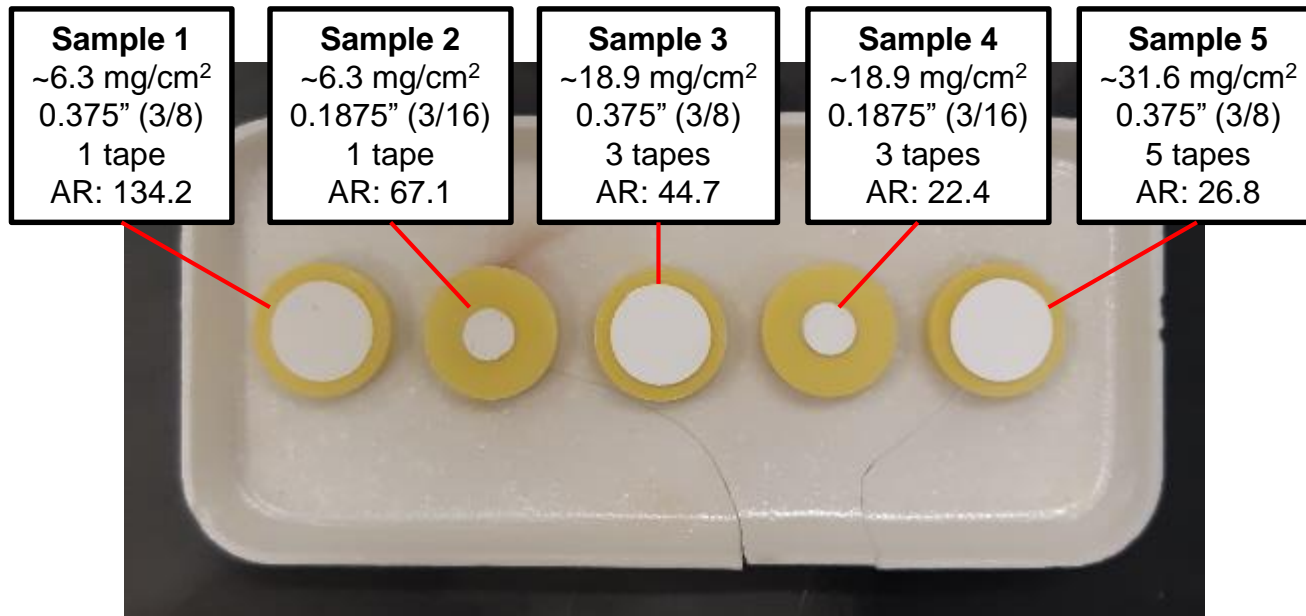 Sample 1
~6.3 mg/cm²
0.375” (3/8)
1 tape
AR: 134.2
Sample 2
~6.3 mg/cm²
0.1875” (3/16)
1 tape
AR: 67.1
Sample 3
~18.9 mg/cm²
0.375” (3/8)
3 tapes
AR: 44.7
Sample 4
~18.9 mg/cm²
0.1875” (3/16)
3 tapes
AR: 22.4
Sample 5
~31.6 mg/cm²
0.375” (3/8)
5 tapes
AR: 26.8